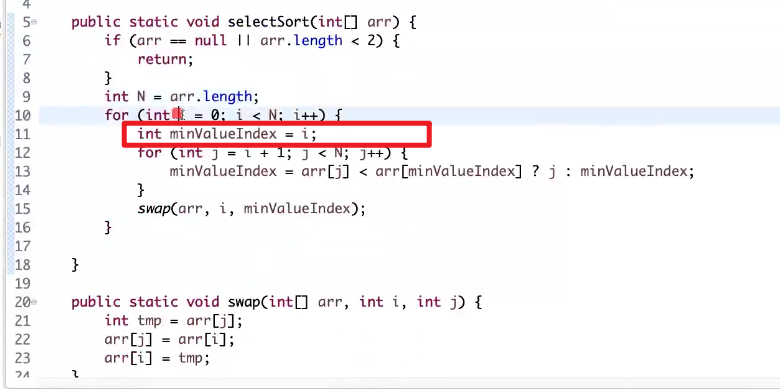 4
5 public static void selectSort(int[] arr) {
6 if (arr == null || arr.length < 2) {
7 return;
8 }
9 int N = arr.length;
10 for (int i = 0; i < N; i++) {
11 int minValueIndex = i;
12 for (int j = i + 1; j < N; j++) {
13 minValueIndex = arr[j] < arr[minValueIndex] ? j : minValueIndex;
14 }
15 swap(arr, i, minValueIndex);
16 }
17
18 }
19
20 public static void swap(int[] arr, int i, int j) {
21 int tmp = arr[j];
22 arr[j] = arr[i];
23 arr[i] = tmp;
24 }